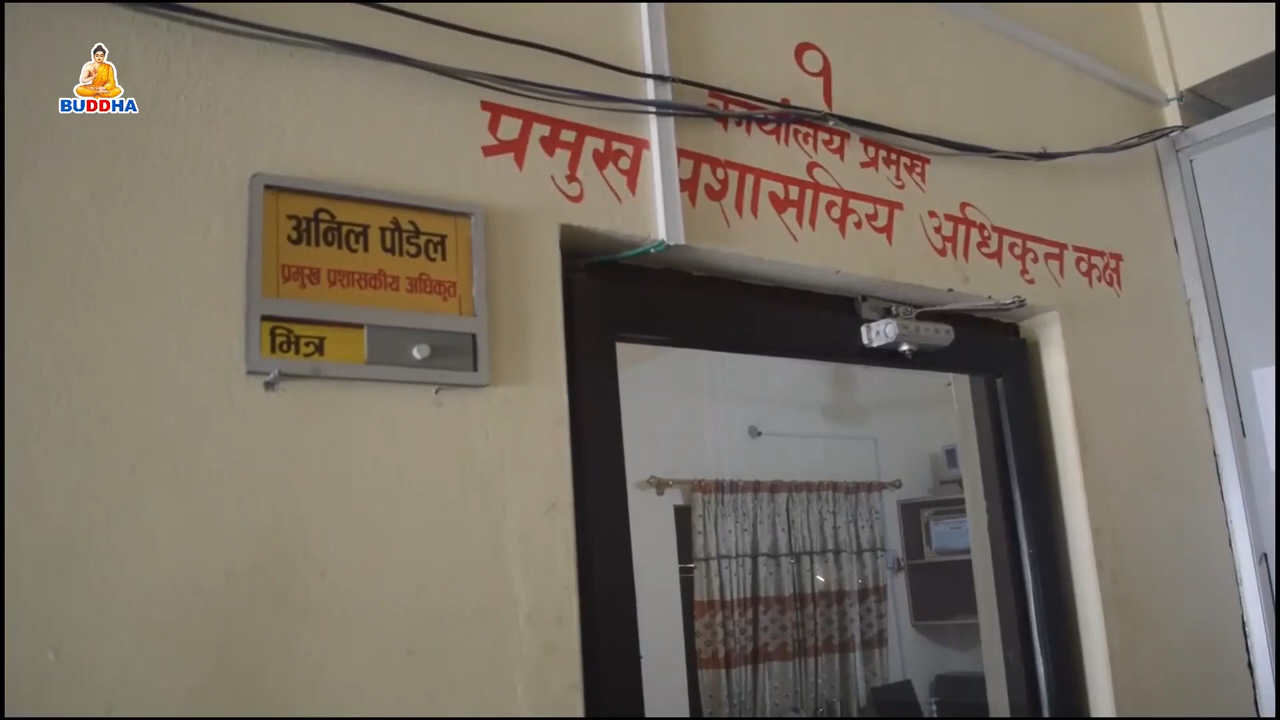 BUDDHA
१
कार्यालय प्रमुख
प्रमुख प्रशासकिय अधिकृत कक्ष
अनिल पौडेल
प्रमुख प्रशासकीय अधिकृत
भित्र